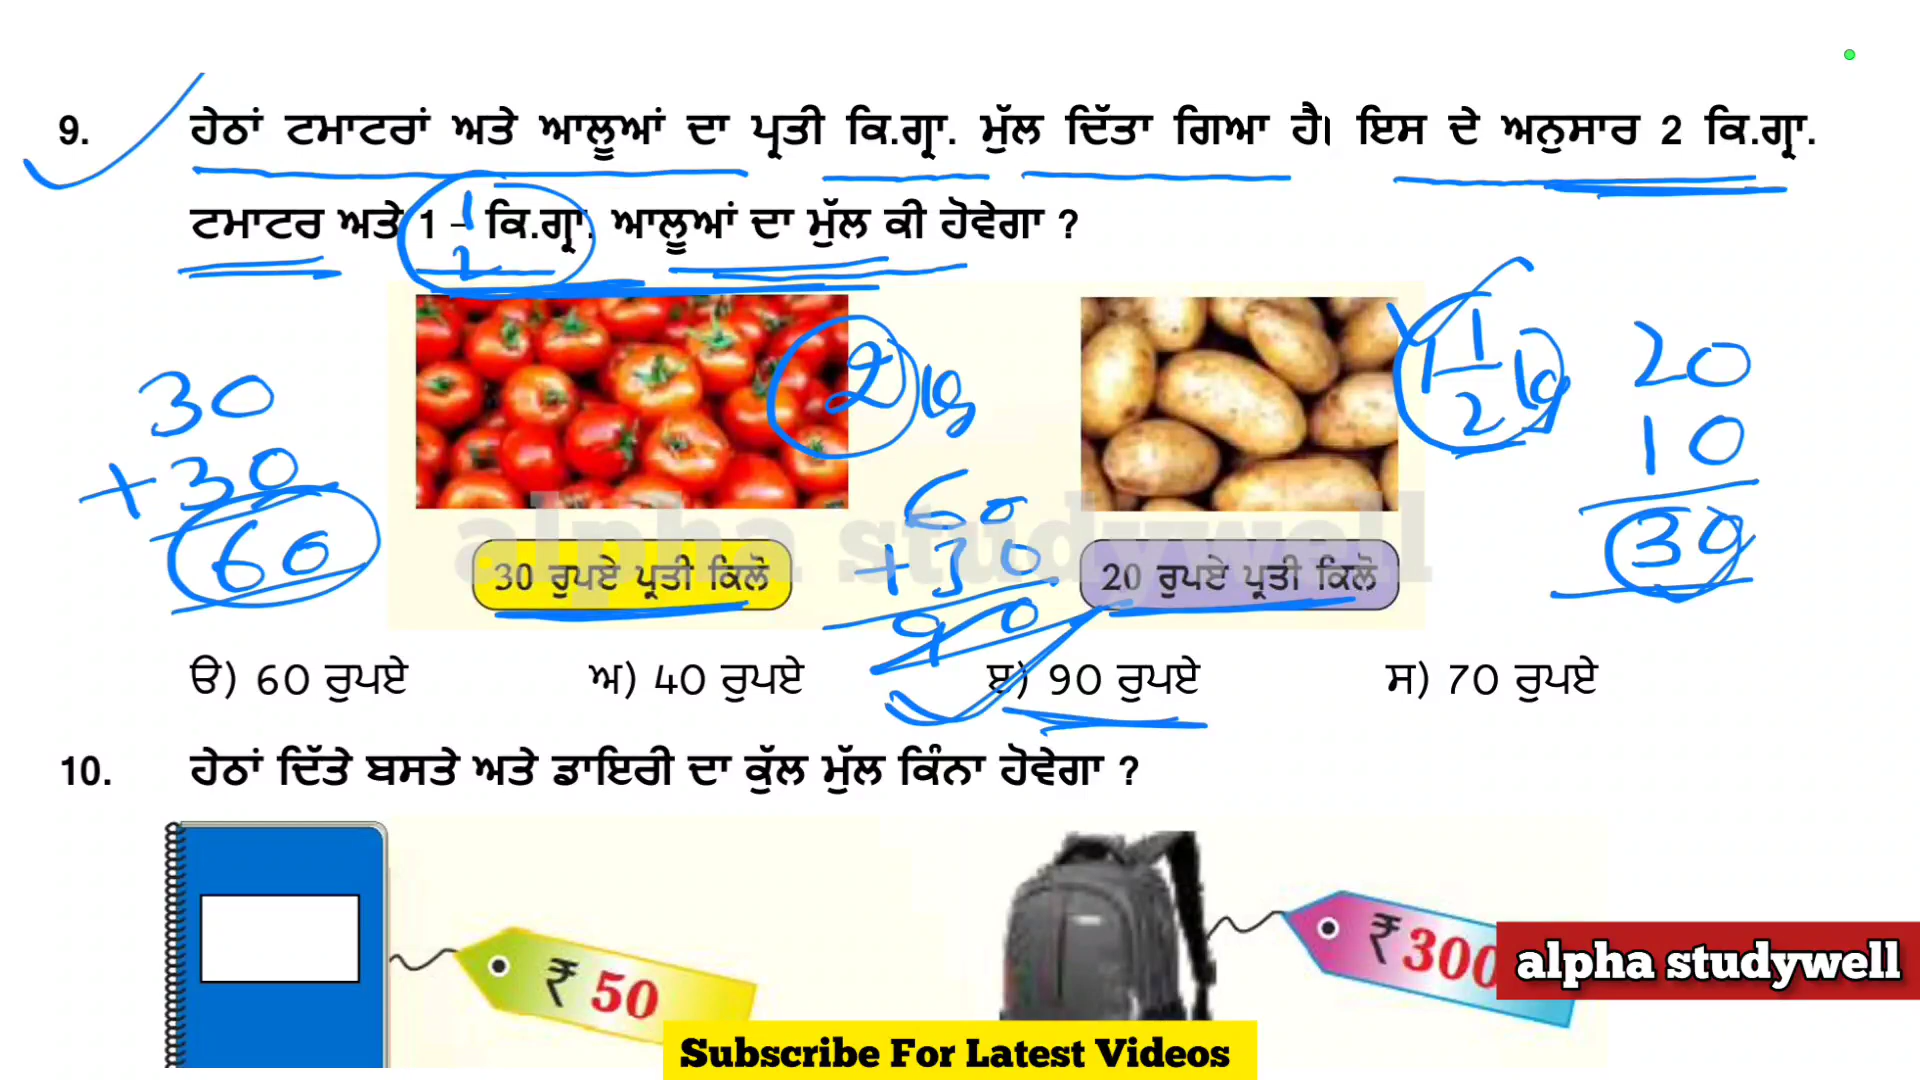 9. ਹੇਠਾਂ ਟਮਾਟਰਾਂ ਅਤੇ ਆਲੂਆਂ ਦਾ ਪ੍ਰਤੀ ਕਿ.ਗ੍ਰਾ. ਮੁੱਲ ਦਿੱਤਾ ਗਿਆ ਹੈ। ਇਸ ਦੇ ਅਨੁਸਾਰ 2 ਕਿ.ਗ੍ਰਾ.
ਟਮਾਟਰ ਅਤੇ 1 1/2 ਕਿ.ਗ੍ਰਾ. ਆਲੂਆਂ ਦਾ ਮੁੱਲ ਕੀ ਹੋਵੇਗਾ ?
30
+ 30
60
2 kg
60
+ 30
90
1 1/2 kg
20
10
30
alpha studywell
30 ਰੁਪਏ ਪ੍ਰਤੀ ਕਿਲੋ
20 ਰੁਪਏ ਪ੍ਰਤੀ ਕਿਲੋ
ੳ) 60 ਰੁਪਏ ਅ) 40 ਰੁਪਏ ੲ) 90 ਰੁਪਏ ਸ) 70 ਰੁਪਏ
10. ਹੇਠਾਂ ਦਿੱਤੇ ਬਸਤੇ ਅਤੇ ਡਾਇਰੀ ਦਾ ਕੁੱਲ ਮੁੱਲ ਕਿੰਨਾ ਹੋਵੇਗਾ ?
₹ 50
₹ 300
alpha studywell
Subscribe For Latest Videos